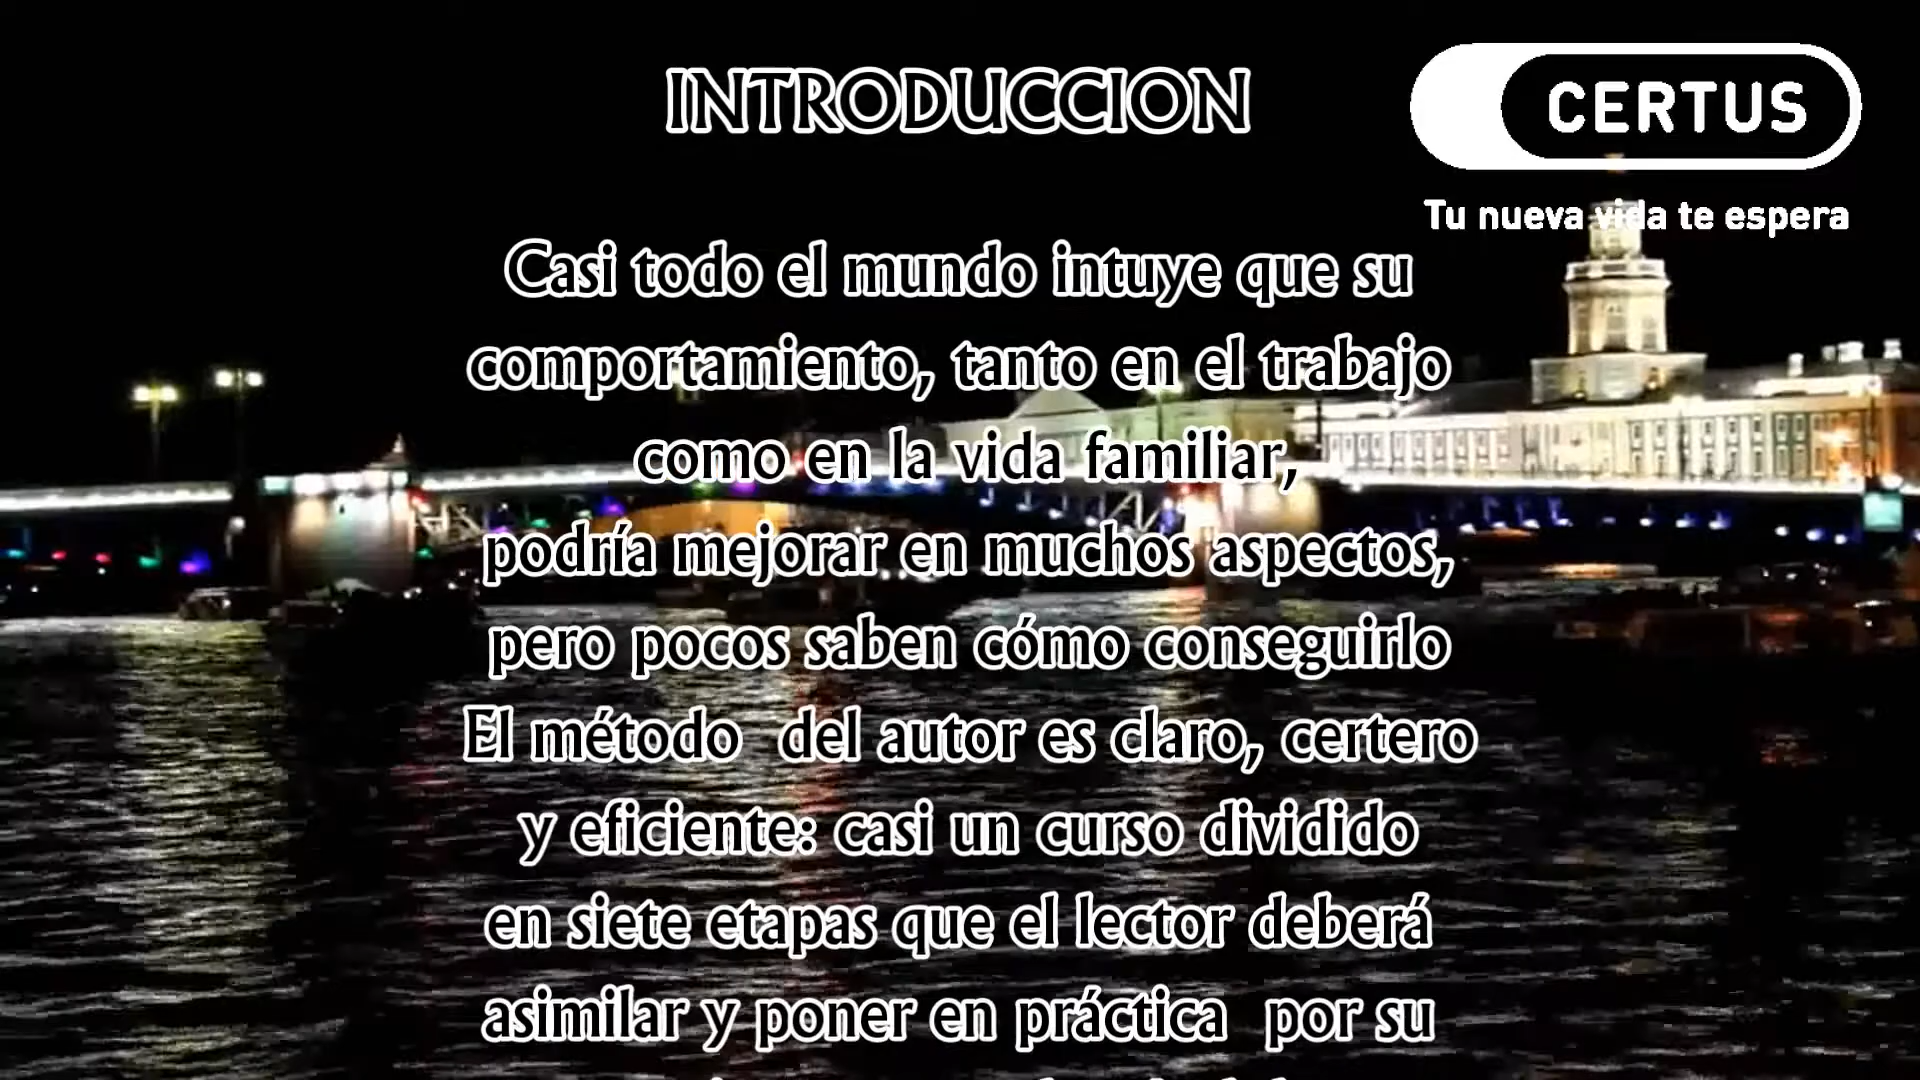 INTRODUCCION
CERTUS
Tu nueva vida te espera
Casi todo el mundo intuye que su
comportamiento, tanto en el trabajo
como en la vida familiar,
podría mejorar en muchos aspectos,
pero pocos saben cómo conseguirlo
El método del autor es claro, certero
y eficiente: casi un curso dividido
en siete etapas que el lector deberá
asimilar y poner en práctica por su